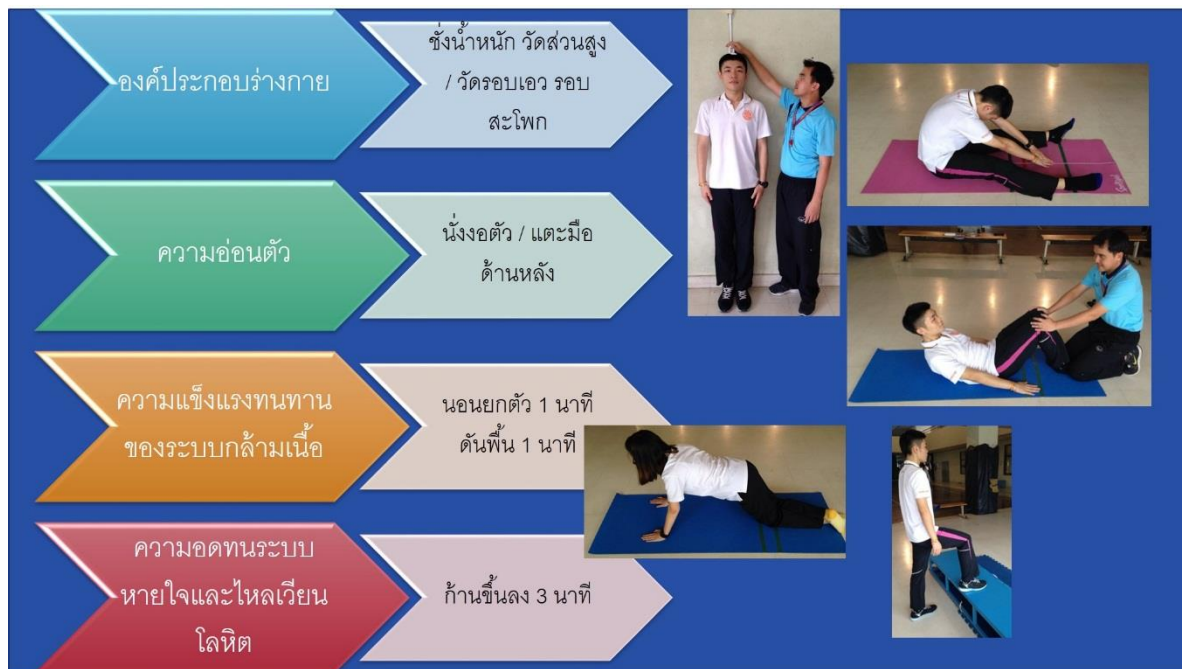 องค์ประกอบร่างกาย
ชั่งน้ำหนัก วัดส่วนสูง
/ วัดรอบเอว รอบ
สะโพก
ความอ่อนตัว
นั่งงอตัว / แตะมือ
ด้านหลัง
ความแข็งแรงทนทาน
ของระบบกล้ามเนื้อ
นอนยกตัว 1 นาที
ดันพื้น 1 นาที
ความอดทนระบบ
หายใจและไหลเวียน
โลหิต
ก้านขึ้นลง 3 นาที